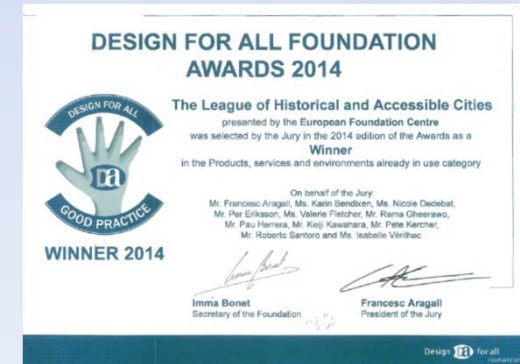 DESIGN FOR ALL FOUNDATION
AWARDS 2014
DESIGN FOR ALL
Da
GOOD PRACTICE
WINNER 2014
The League of Historical and Accessible Cities
presented by the European Foundation Centre
was selected by the Jury in the 2014 edition of the Awards as a
Winner
in the Products, services and environments already in use category
On behalf of the Jury:
Mr. Francesc Aragall, Ms. Karin Bendixen, Ms. Nicole Dedebat,
Mr. Per Eriksson, Ms. Valerie Fletcher, Mr. Rama Gheerawo,
Mr. Pau Herrera, Mr. Keiji Kawahara, Mr. Pete Kercher,
Mr. Roberto Santoro and Ms. Isabelle Vérilhac
Imma Bonet
Imma Bonet
Secretary of the Foundation
Francesc Aragall
President of the Jury
Design Da for all
FOUNDATION